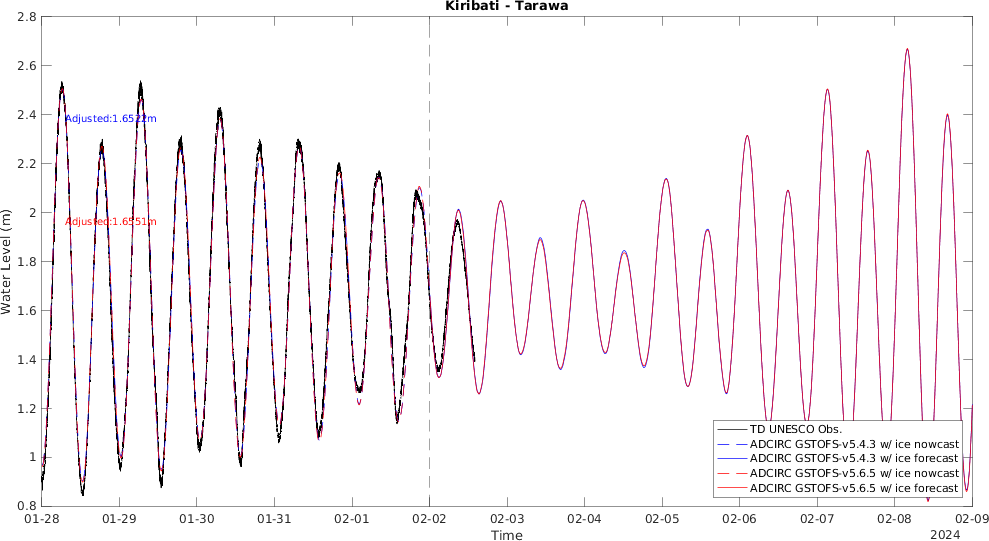 Kiribati - Tarawa
2.8
2.6
2.4
2.2
2
1.8
1.6
1.4
1.2
1
0.8
Water Level (m)
Adjusted:1.6522m
Adjusted:1.6551m
TD UNESCO Obs.
ADCIRC GSTOFS-v5.4.3 w/ ice nowcast
ADCIRC GSTOFS-v5.4.3 w/ ice forecast
ADCIRC GSTOFS-v5.6.5 w/ ice nowcast
ADCIRC GSTOFS-v5.6.5 w/ ice forecast
01-28 01-29 01-30 01-31 02-01 02-02 02-03 02-04 02-05 02-06 02-07 02-08 02-09
Time
2024